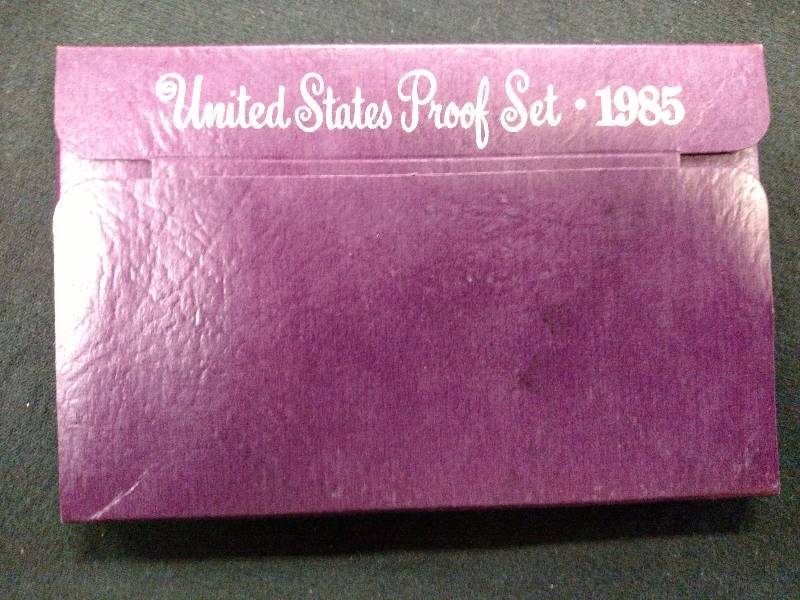 United States Proof Set • 1985